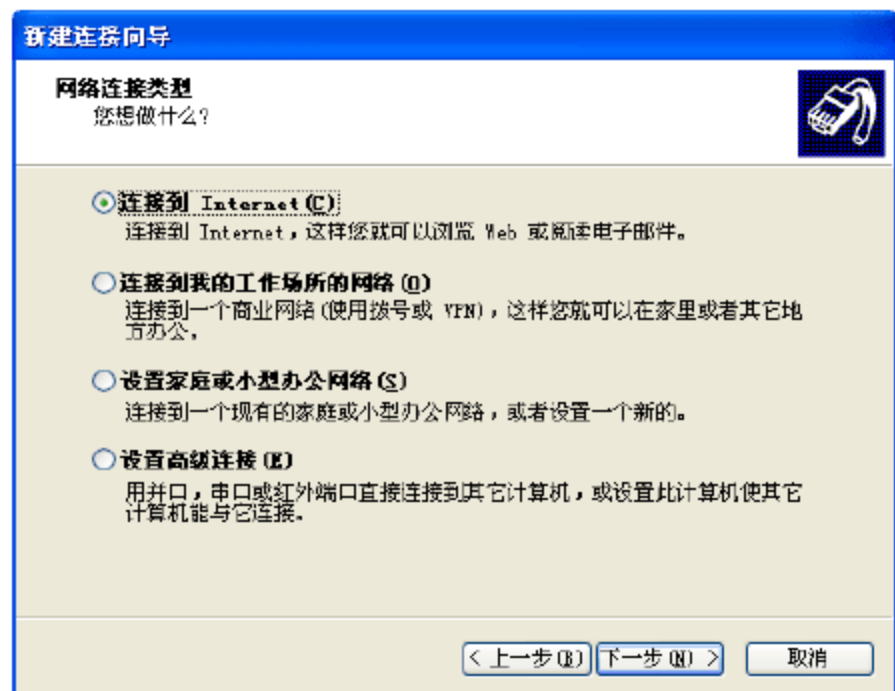 新建连接向导
网络连接类型
您想做什么?
连接到 Internet(C)
连接到 Internet，这样您就可以浏览 Web 或阅读电子邮件。
连接到我的工作场所的网络(O)
连接到一个商业网络(使用拨号或 VPN)，这样您就可以在家里或者其它地
方办公。
设置家庭或小型办公网络(S)
连接到一个现有的家庭或小型办公网络，或者设置一个新的。
设置高级连接(E)
用并口，串口或红外端口直接连接到其它计算机，或设置此计算机使其它
计算机能与它连接。
< 上一步(B) 下一步(N) > 取消